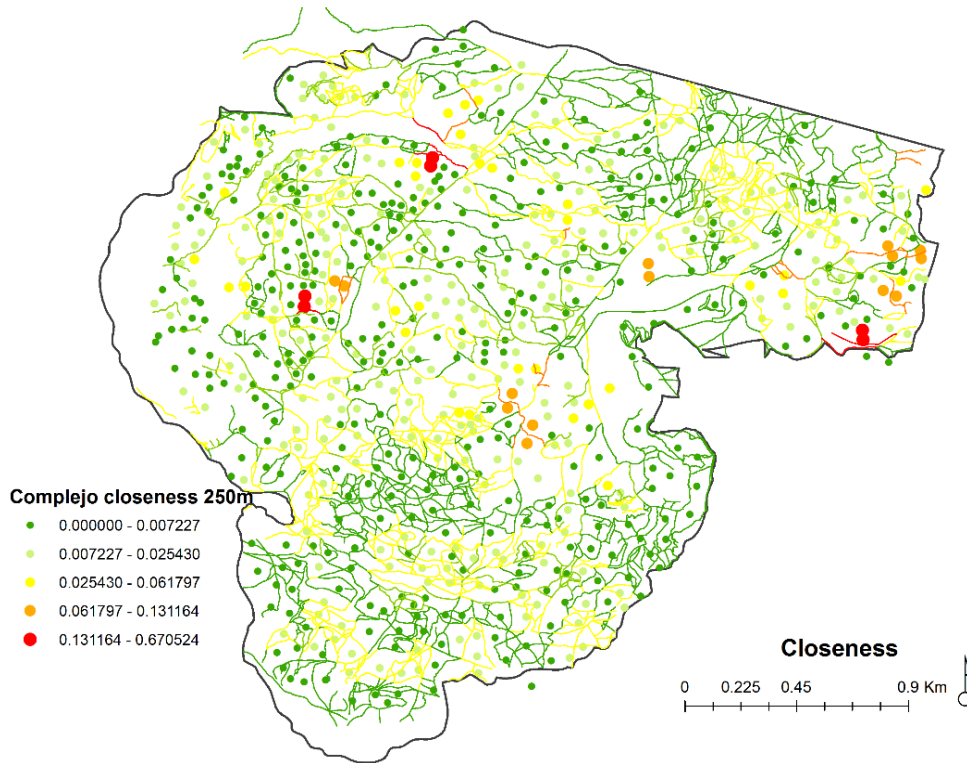 Complejo closeness 250m
0.000000 - 0.007227
0.007227 - 0.025430
0.025430 - 0.061797
0.061797 - 0.131164
0.131164 - 0.670524
Closeness
0 0.225 0.45 0.9 Km